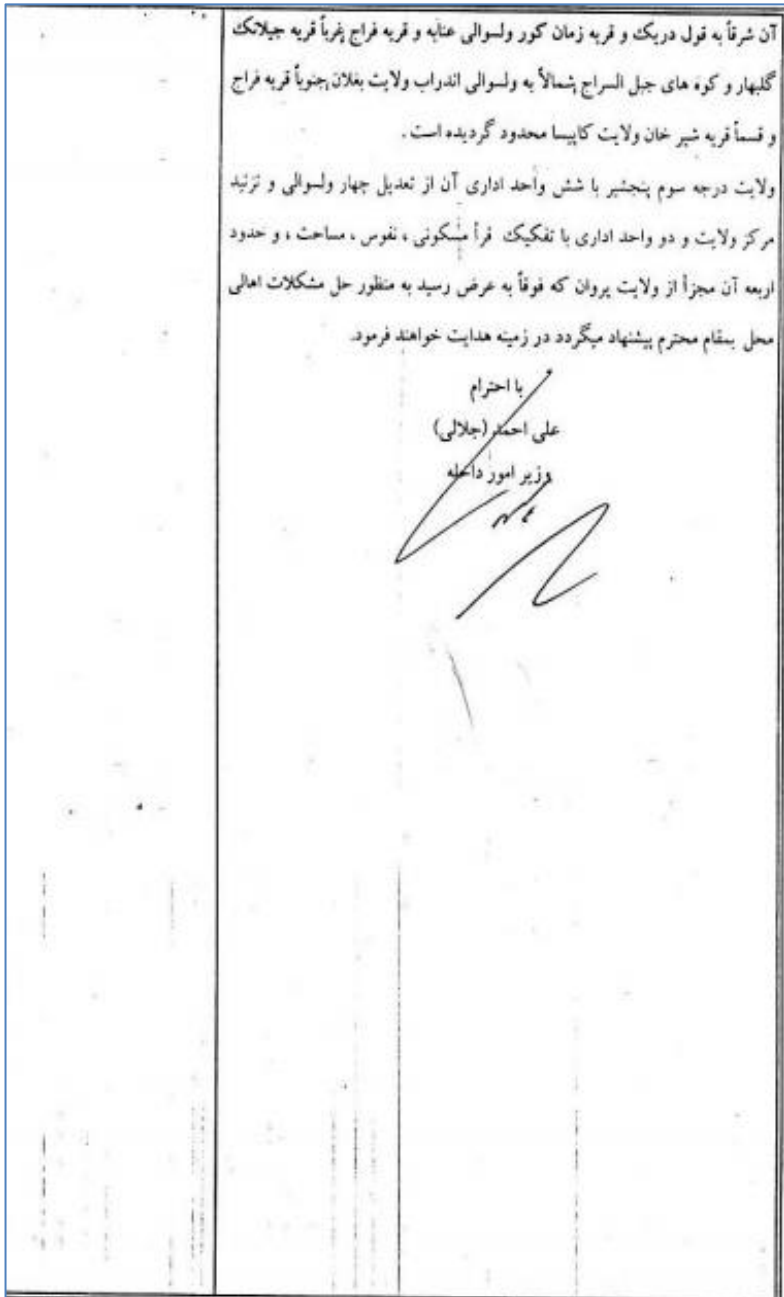 آن شرقاً به قول دریک و قریه زمان کور ولسوالی عنابه و قریه فراج غرباً قریه جیلانک
گلبهار و کوه های جبل السراج شمالاً به ولسوالی اندراب ولایت بغلان جنوباً قریه فراج
و قسماً قریه شیر خان ولایت کاپیسا محدود گردیده است .
ولایت درجه سوم پنجشیر با شش واحد اداری آن از تعدیل چهار ولسوالی و تزئید
مرکز ولایت و دو واحد اداری با تفکیک قرأ مسکونی ، نفوس ، مساحت ، و حدود
اربعه آن مجزأ از ولایت پروان که فوقاً به عرض رسید به منظور حل مشکلات اهالی
محل بمقام محترم پیشنهاد میگردد در زمینه هدایت خواهند فرمود.
با احترام
علی احمد (جلالی)
وزیر امور داخله